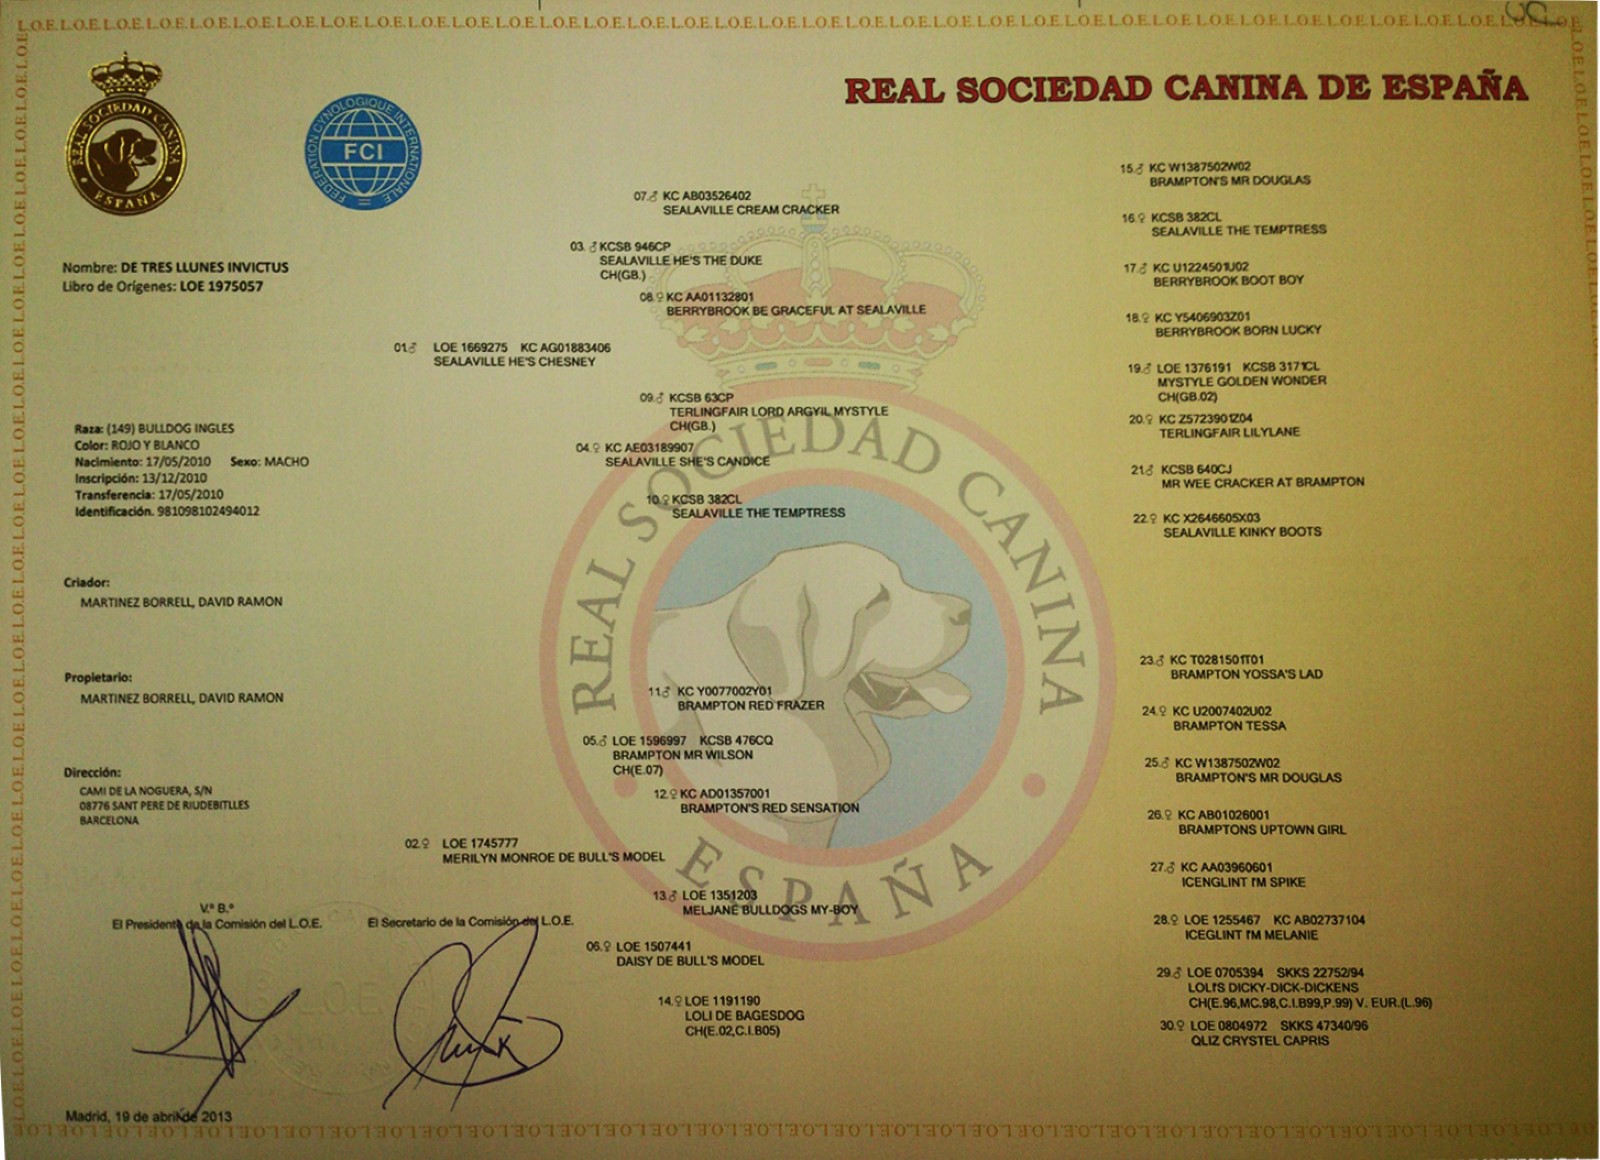 REAL SOCIEDAD CANINA DE ESPAÑA
REAL SOCIEDAD CANINA
ESPAÑA
FEDERATION CYNOLOGIQUE INTERNATIONALE
FCI
Nombre: DE TRES LLUNES INVICTUS
Libro de Orígenes: LOE 1975057
Raza: (149) BULLDOG INGLES
Color: ROJO Y BLANCO
Nacimiento: 17/05/2010 Sexo: MACHO
Inscripción: 13/12/2010
Transferencia: 17/05/2010
Identificación. 981098102494012
Criador:
MARTINEZ BORRELL, DAVID RAMON
Propietario:
MARTINEZ BORRELL, DAVID RAMON
Dirección:
CAMI DE LA NOGUERA, S/N
08776 SANT PERE DE RIUDEBITLLES
BARCELONA
01.♂ LOE 1669275 KC AG01883406
SEALAVILLE HE'S CHESNEY
02.♀ LOE 1745777
MERILYN MONROE DE BULL'S MODEL
03.♂ KCSB 946CP
SEALAVILLE HE'S THE DUKE
CH(GB.)
04.♀ KC AE03189907
SEALAVILLE SHE'S CANDICE
05.♂ LOE 1596997 KCSB 476CQ
BRAMPTON MR WILSON
CH(E.07)
06.♀ LOE 1507441
DAISY DE BULL'S MODEL
07.♂ KC AB03526402
SEALAVILLE CREAM CRACKER
08.♀ KC AA01132801
BERRYBROOK BE GRACEFUL AT SEALAVILLE
09.♂ KCSB 63CP
TERLINGFAIR LORD ARGYIL MYSTYLE
CH(GB.)
10.♀ KCSB 382CL
SEALAVILLE THE TEMPTRESS
11.♂ KC Y0077002Y01
BRAMPTON RED FRAZER
12.♀ KC AD01357001
BRAMPTON'S RED SENSATION
13.♂ LOE 1351203
MELJANE BULLDOGS MY-BOY
14.♀ LOE 1191190
LOLI DE BAGESDOG
CH(E.02,C.I.B05)
15.♂ KC W1387502W02
BRAMPTON'S MR DOUGLAS
16.♀ KCSB 382CL
SEALAVILLE THE TEMPTRESS
17.♂ KC U1224501U02
BERRYBROOK BOOT BOY
18.♀ KC Y5406903Z01
BERRYBROOK BORN LUCKY
19.♂ LOE 1376191 KCSB 3171CL
MYSTYLE GOLDEN WONDER
CH(GB.02)
20.♀ KC Z5723901Z04
TERLINGFAIR LILYLANE
21.♂ KCSB 640CJ
MR WEE CRACKER AT BRAMPTON
22.♀ KC X2646605X03
SEALAVILLE KINKY BOOTS
23.♂ KC T0281501T01
BRAMPTON YOSSA'S LAD
24.♀ KC U2007402U02
BRAMPTON TESSA
25.♂ KC W1387502W02
BRAMPTON'S MR DOUGLAS
26.♀ KC AB01026001
BRAMPTONS UPTOWN GIRL
27.♂ KC AA03960601
ICENGLINT I'M SPIKE
28.♀ LOE 1255467 KC AB02737104
ICEGLINT I'M MELANIE
29.♂ LOE 0705394 SKKS 22752/94
LOLI'S DICKY-DICK-DICKENS
CH(E.96,MC.98,C.I.B99,P.99) V. EUR.(L.96)
30.♀ LOE 0804972 SKKS 47340/96
QLIZ CRYSTEL CAPRIS
REAL SOCIEDAD CANINA
ESPAÑA
V.º B.º
El Presidente de la Comisión del L.O.E.
El Secretario de la Comisión del L.O.E.
L.O.E.
Madrid, 19 de abril de 2013